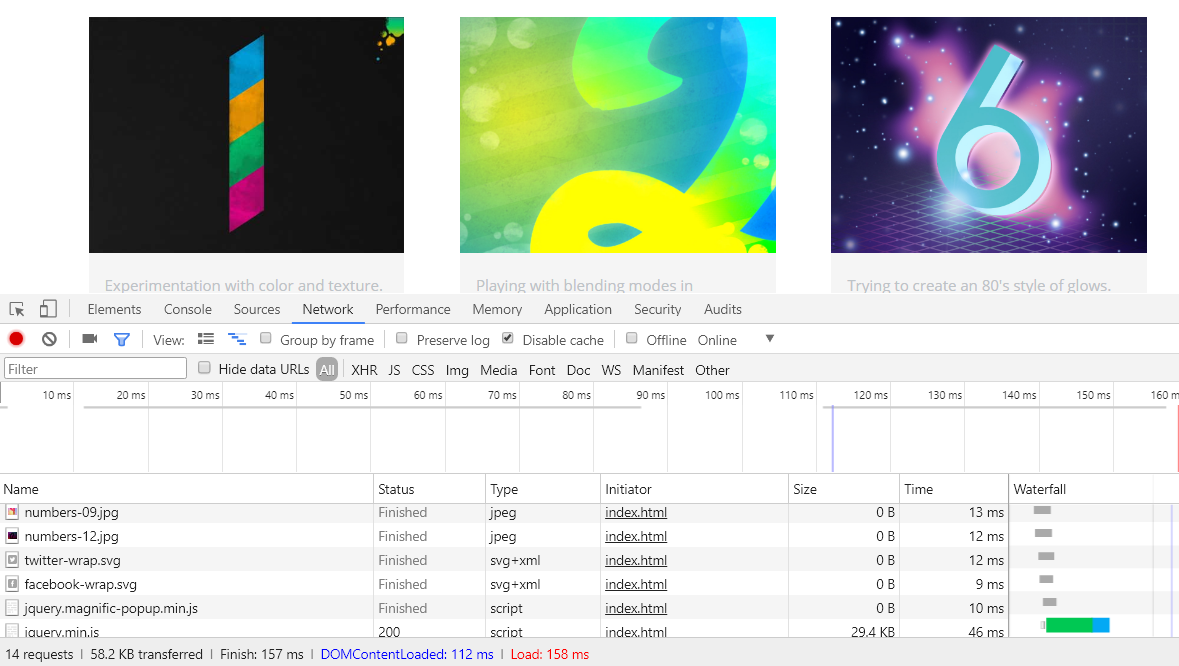 Experimentation with color and texture. Playing with blending modes in Trying to create an 80's style of glows.
Elements Console Sources Network Performance Memory Application Security Audits
View: Group by frame Preserve log Disable cache Offline Online
Filter Hide data URLs All XHR JS CSS Img Media Font Doc WS Manifest Other
10 ms 20 ms 30 ms 40 ms 50 ms 60 ms 70 ms 80 ms 90 ms 100 ms 110 ms 120 ms 130 ms 140 ms 150 ms 160 m
Name Status Type Initiator Size Time Waterfall
numbers-09.jpg Finished jpeg index.html 0 B 13 ms
numbers-12.jpg Finished jpeg index.html 0 B 12 ms
twitter-wrap.svg Finished svg+xml index.html 0 B 12 ms
facebook-wrap.svg Finished svg+xml index.html 0 B 9 ms
jquery.magnific-popup.min.js Finished script index.html 0 B 10 ms
jquery.min.js 200 script index.html 29.4 KB 46 ms
14 requests | 58.2 KB transferred | Finish: 157 ms | DOMContentLoaded: 112 ms | Load: 158 ms